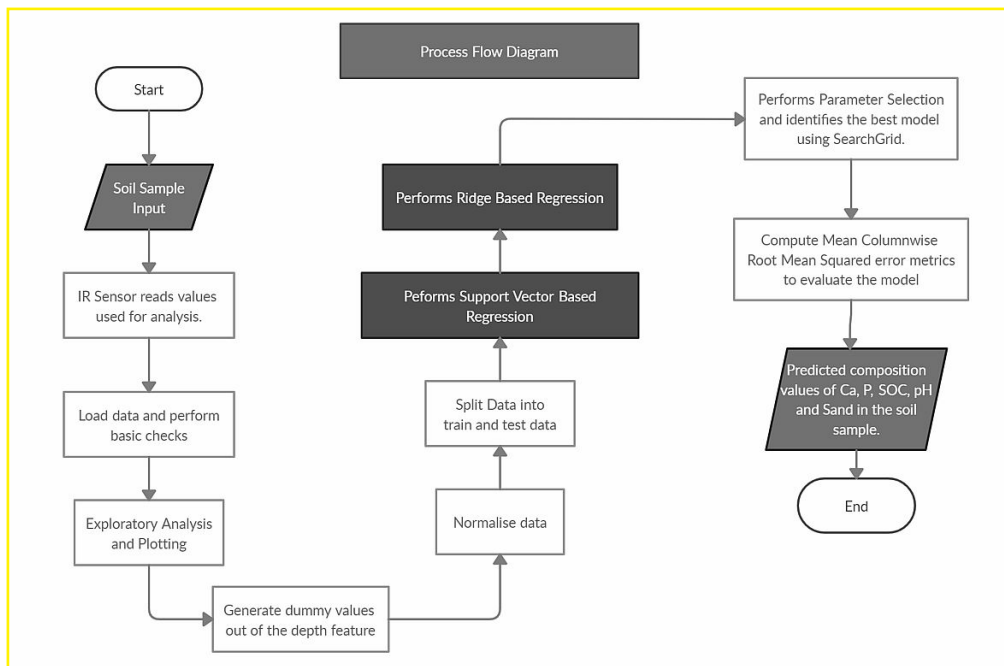 Process Flow Diagram
Start
Soil Sample
Input
IR Sensor reads values
used for analysis.
Load data and perform
basic checks
Exploratory Analysis
and Plotting
Generate dummy values
out of the depth feature
Normalise data
Split Data into
train and test data
Peforms Support Vector Based
Regression
Performs Ridge Based Regression
Performs Parameter Selection
and identifies the best model
using SearchGrid.
Compute Mean Columnwise
Root Mean Squared error metrics
to evaluate the model
Predicted composition
values of Ca, P, SOC, pH
and Sand in the soil
sample.
End